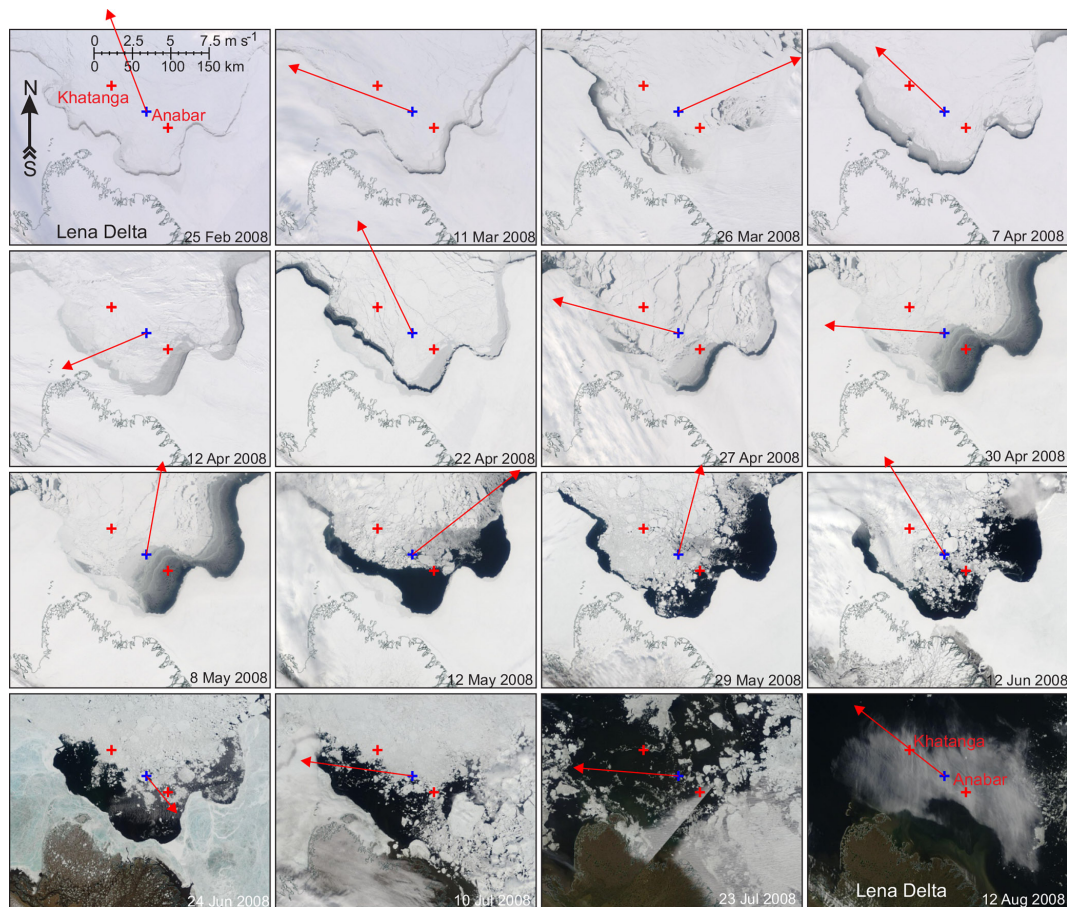 0 2.5 5 7.5 m s⁻¹
0 50 100 150 km
N
S
Khatanga
Anabar
Lena Delta
25 Feb 2008
11 Mar 2008
26 Mar 2008
7 Apr 2008
12 Apr 2008
22 Apr 2008
27 Apr 2008
30 Apr 2008
8 May 2008
12 May 2008
29 May 2008
12 Jun 2008
24 Jun 2008
10 Jul 2008
23 Jul 2008
Khatanga
Anabar
Lena Delta
12 Aug 2008